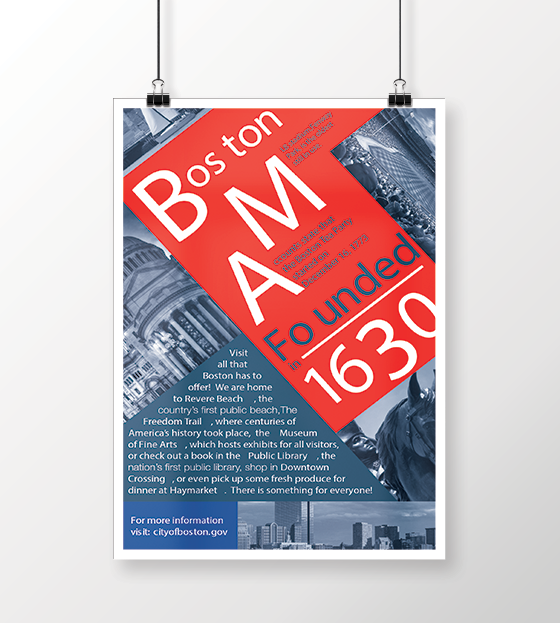 Boston
MA
Founded
in
1630
Visit
all that
Boston has to
offer! We are home
to Revere Beach , the
country's first public beach,The
Freedom Trail , where centuries of
America's history took place, the Museum
of Fine Arts , which hosts exhibits for all visitors,
or check out a book in the Public Library , the
nation's first public library, shop in Downtown
Crossing , or even pick up some fresh produce for
dinner at Haymarket . There is something for everyone!
For more information
visit: cityofboston.gov